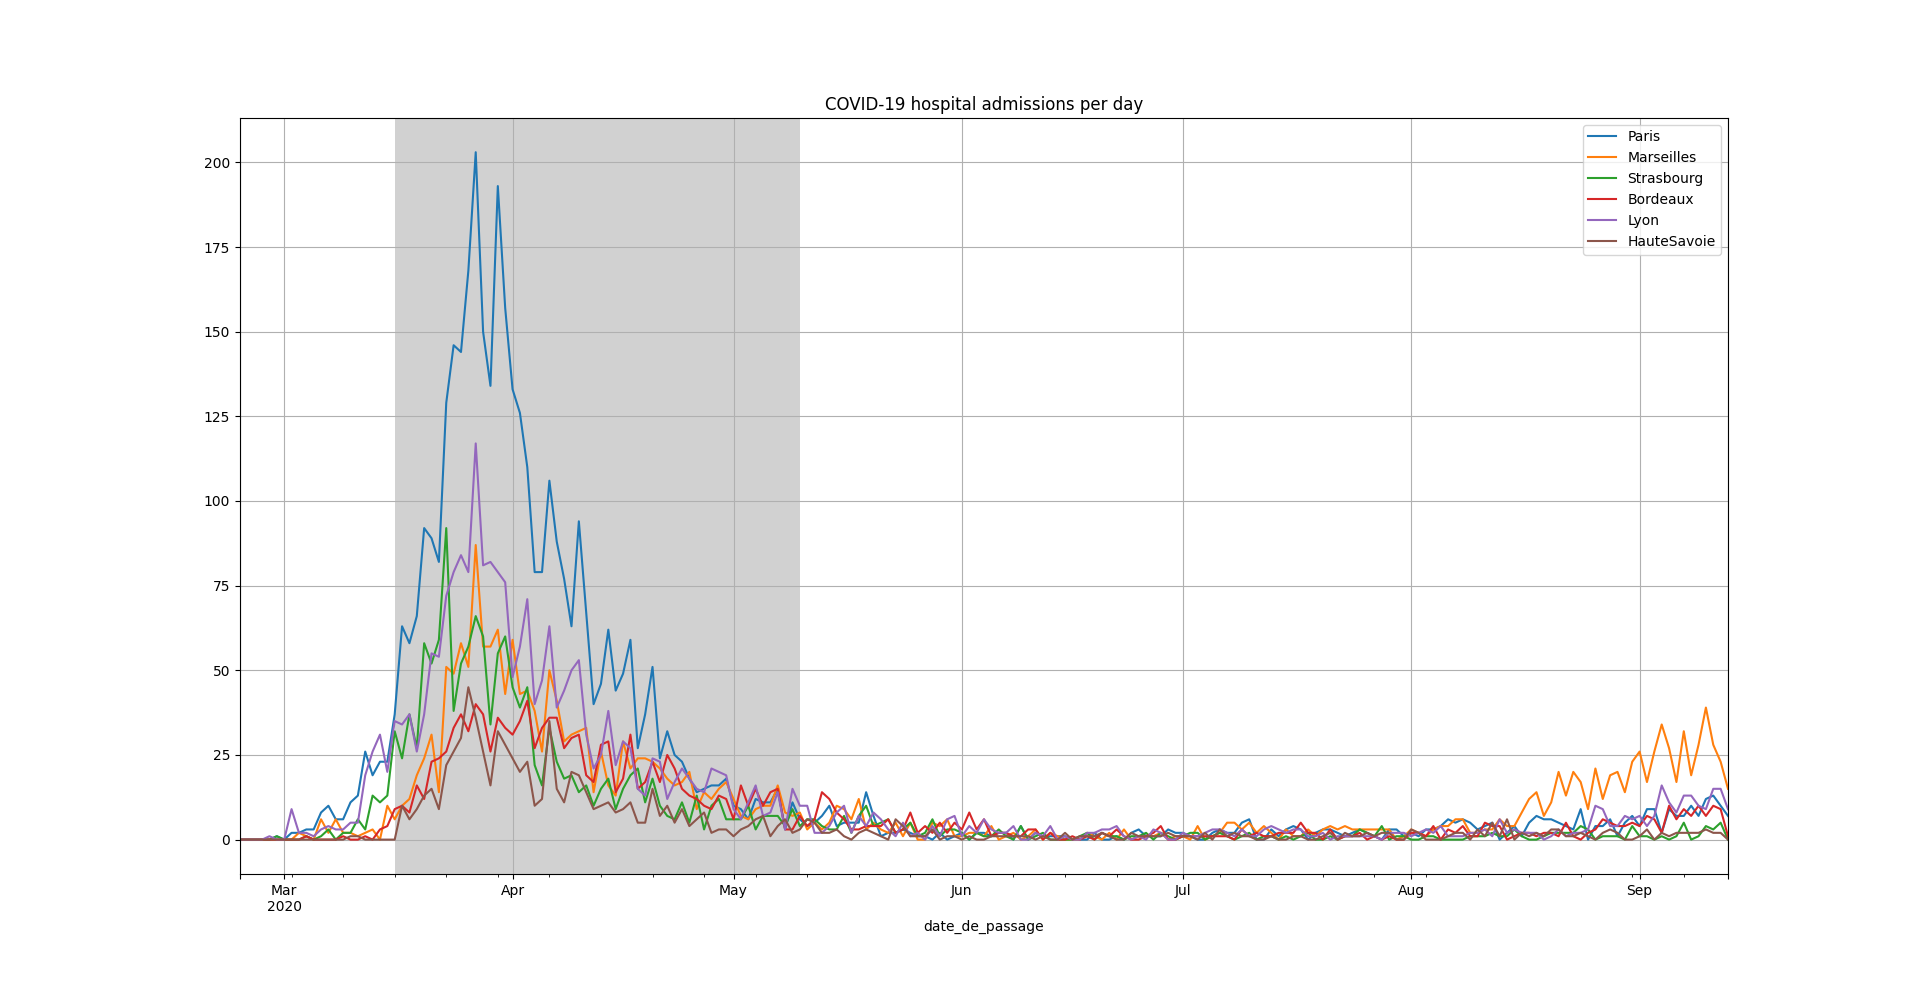 COVID-19 hospital admissions per day
Paris
Marseilles
Strasbourg
Bordeaux
Lyon
HauteSavoie
200
175
150
125
100
75
50
25
0
Mar Apr May Jun Jul Aug Sep
2020
date_de_passage